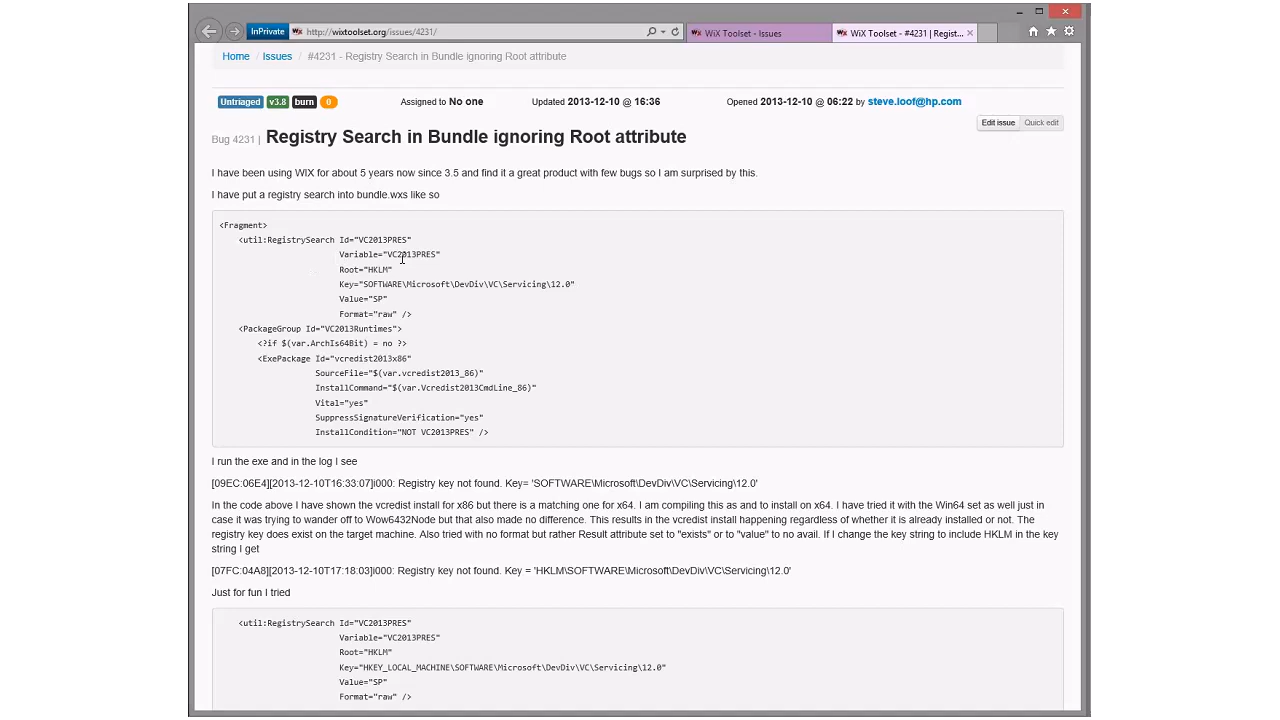 InPrivate http://wixtoolset.org/issues/4231/ WiX Toolset - Issues WiX Toolset - #4231 | Regist...
Home / Issues / #4231 - Registry Search in Bundle ignoring Root attribute
Untriaged v3.8 burn 0 Assigned to No one Updated 2013-12-10 @ 16:36 Opened 2013-12-10 @ 06:22 by steve.loof@hp.com
Edit issue Quick edit
Bug 4231 | Registry Search in Bundle ignoring Root attribute
I have been using WIX for about 5 years now since 3.5 and find it a great product with few bugs so I am surprised by this.
I have put a registry search into bundle.wxs like so
<Fragment>
<util:RegistrySearch Id="VC2013PRES"
Variable="VC2013PRES"
Root="HKLM"
Key="SOFTWARE\Microsoft\DevDiv\VC\Servicing\12.0"
Value="SP"
Format="raw" />
<PackageGroup Id="VC2013Runtimes">
<?if $(var.ArchIs64Bit) = no ?>
<ExePackage Id="vcredist2013x86"
SourceFile="$(var.vcredist2013_86)"
InstallCommand="$(var.Vcredist2013CmdLine_86)"
Vital="yes"
SuppressSignatureVerification="yes"
InstallCondition="NOT VC2013PRES" />
I run the exe and in the log I see
[09EC:06E4][2013-12-10T16:33:07]i000: Registry key not found. Key= 'SOFTWARE\Microsoft\DevDiv\VC\Servicing\12.0'
In the code above I have shown the vcredist install for x86 but there is a matching one for x64. I am compiling this as and to install on x64. I have tried it with the Win64 set as well just in
case it was trying to wander off to Wow6432Node but that also made no difference. This results in the vcredist install happening regardless of whether it is already installed or not. The
registry key does exist on the target machine. Also tried with no format but rather Result attribute set to "exists" or to "value" to no avail. If I change the key string to include HKLM in the key
string I get
[07FC:04A8][2013-12-10T17:18:03]i000: Registry key not found. Key = 'HKLM\SOFTWARE\Microsoft\DevDiv\VC\Servicing\12.0'
Just for fun I tried
<util:RegistrySearch Id="VC2013PRES"
Variable="VC2013PRES"
Root="HKLM"
Key="HKEY_LOCAL_MACHINE\SOFTWARE\Microsoft\DevDiv\VC\Servicing\12.0"
Value="SP"
Format="raw" />